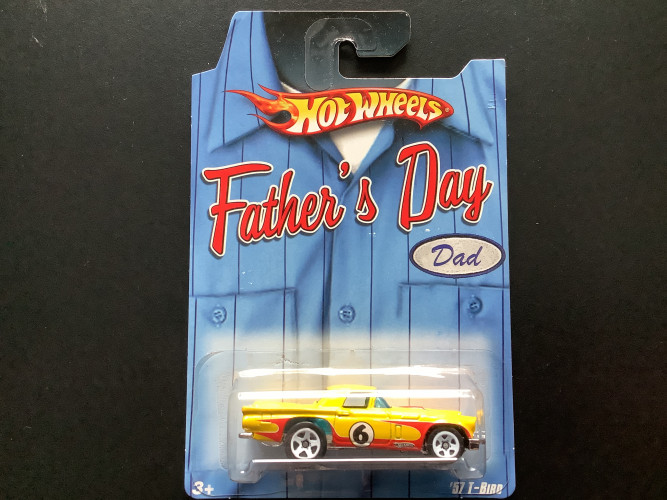 HOT WHEELS
Father's Day
Dad
6
3+
'57 T-BIRD